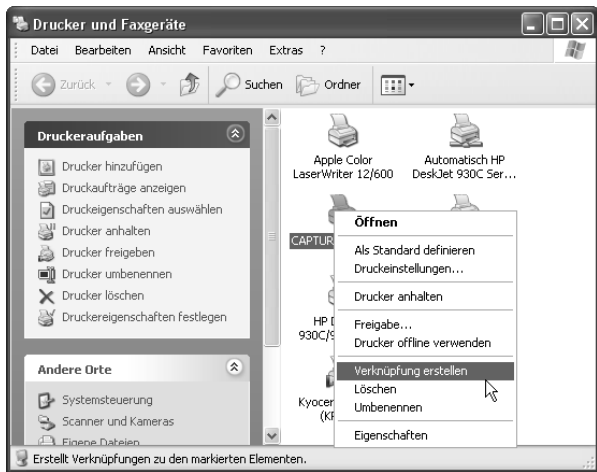 Drucker und Faxgeräte
Datei Bearbeiten Ansicht Favoriten Extras ?
Zurück Suchen Ordner
Druckeraufgaben
Drucker hinzufügen
Druckaufträge anzeigen
Druckeigenschaften auswählen
Drucker anhalten
Drucker freigeben
Drucker umbenennen
Drucker löschen
Druckereigenschaften festlegen
Andere Orte
Systemsteuerung
Scanner und Kameras
Eigene Dateien
Apple Color
LaserWriter 12/600
Automatisch HP
DeskJet 930C Ser...
CAPTUR
HP
930C/9
Kyocer
Öffnen
Als Standard definieren
Druckeinstellungen...
Drucker anhalten
Freigabe...
Drucker offline verwenden
Verknüpfung erstellen
Löschen
Umbenennen
Eigenschaften
Erstellt Verknüpfungen zu den markierten Elementen.